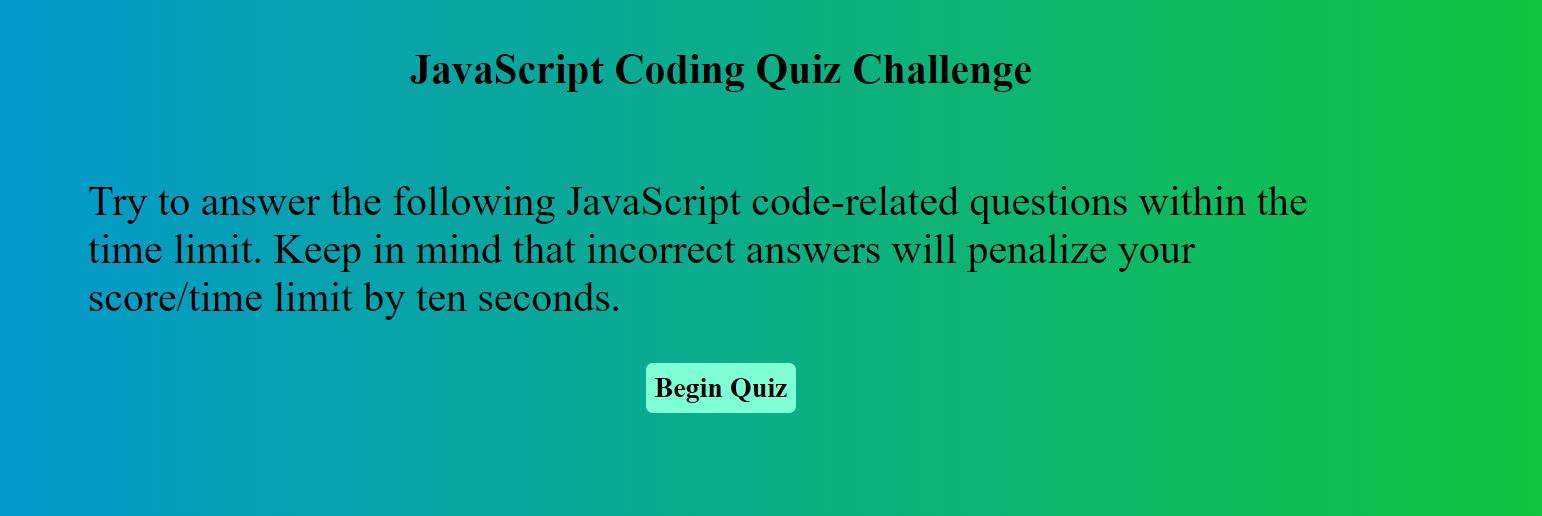 JavaScript Coding Quiz Challenge
Try to answer the following JavaScript code-related questions within the
time limit. Keep in mind that incorrect answers will penalize your
score/time limit by ten seconds.
Begin Quiz